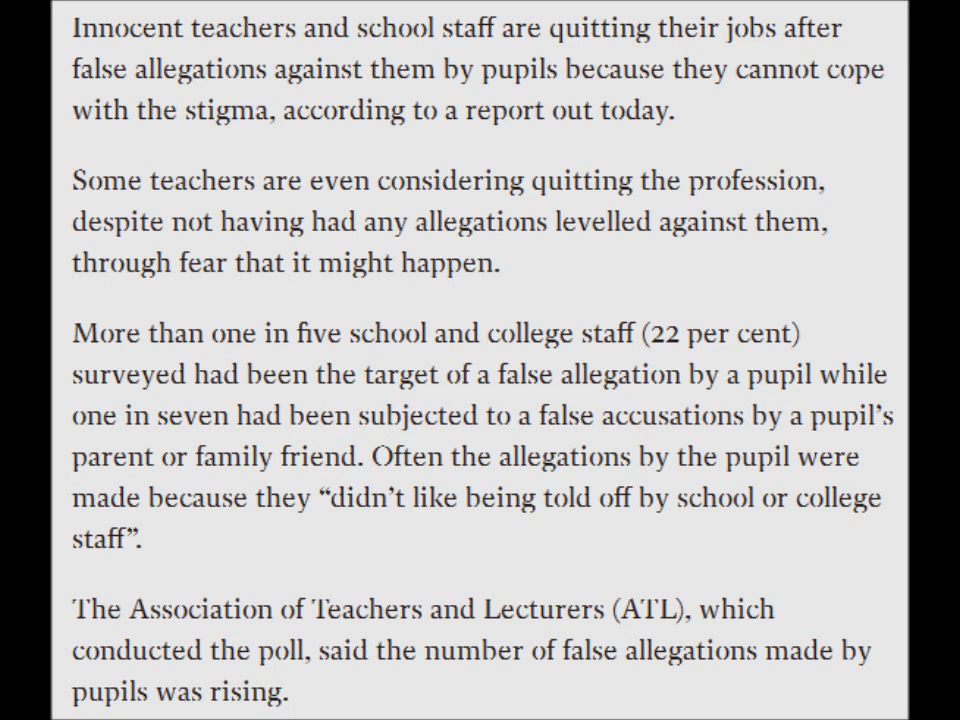 Innocent teachers and school staff are quitting their jobs after
false allegations against them by pupils because they cannot cope
with the stigma, according to a report out today.
Some teachers are even considering quitting the profession,
despite not having had any allegations levelled against them,
through fear that it might happen.
More than one in five school and college staff (22 per cent)
surveyed had been the target of a false allegation by a pupil while
one in seven had been subjected to a false accusations by a pupil’s
parent or family friend. Often the allegations by the pupil were
made because they “didn’t like being told off by school or college
staff”.
The Association of Teachers and Lecturers (ATL), which
conducted the poll, said the number of false allegations made by
pupils was rising.